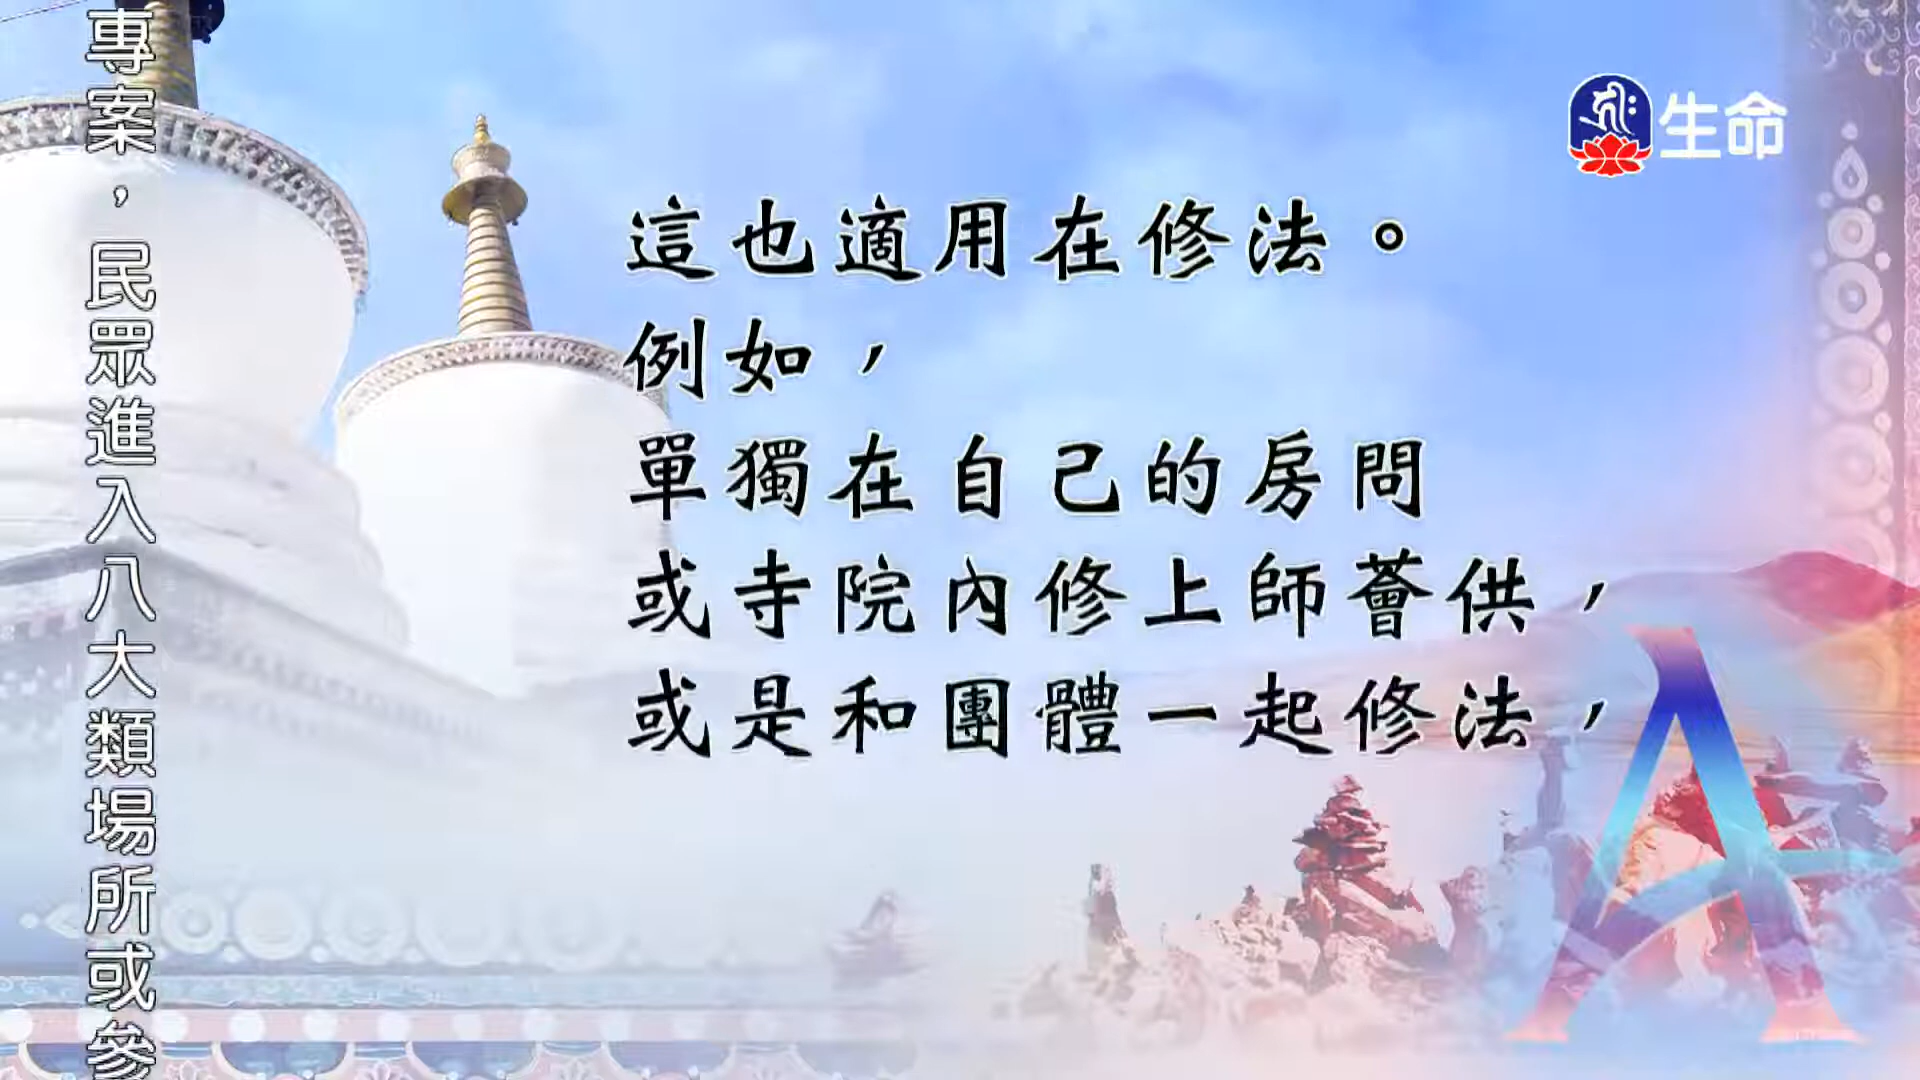 專案，民眾進入八大類場所或參
生命
這也適用在修法。
例如，
單獨在自己的房問
或寺院內修上師薈供，
或是和團體一起修法，
A